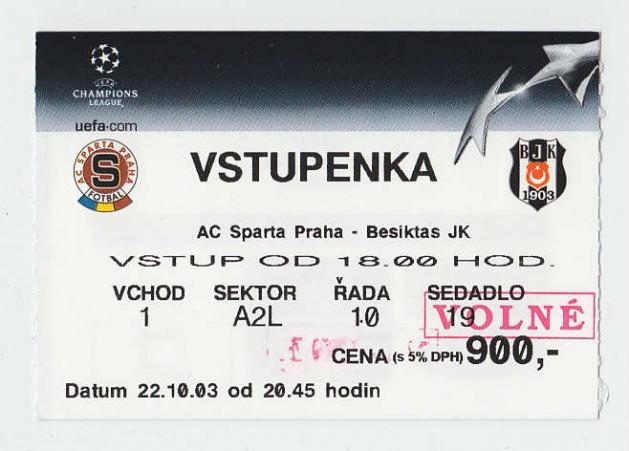 UEFA
CHAMPIONS
LEAGUE
uefa.com
AC SPARTA PRAHA
S
FOTBAL
VSTUPENKA
BJK
1903
AC Sparta Praha - Besiktas JK
VSTUP OD 18.00 HOD.
VCHOD SEKTOR ŘADA SEDADLO
1 A2L 10 19
VOLNÉ
CENA (s 5% DPH) 900,-
Datum 22.10.03 od 20.45 hodin